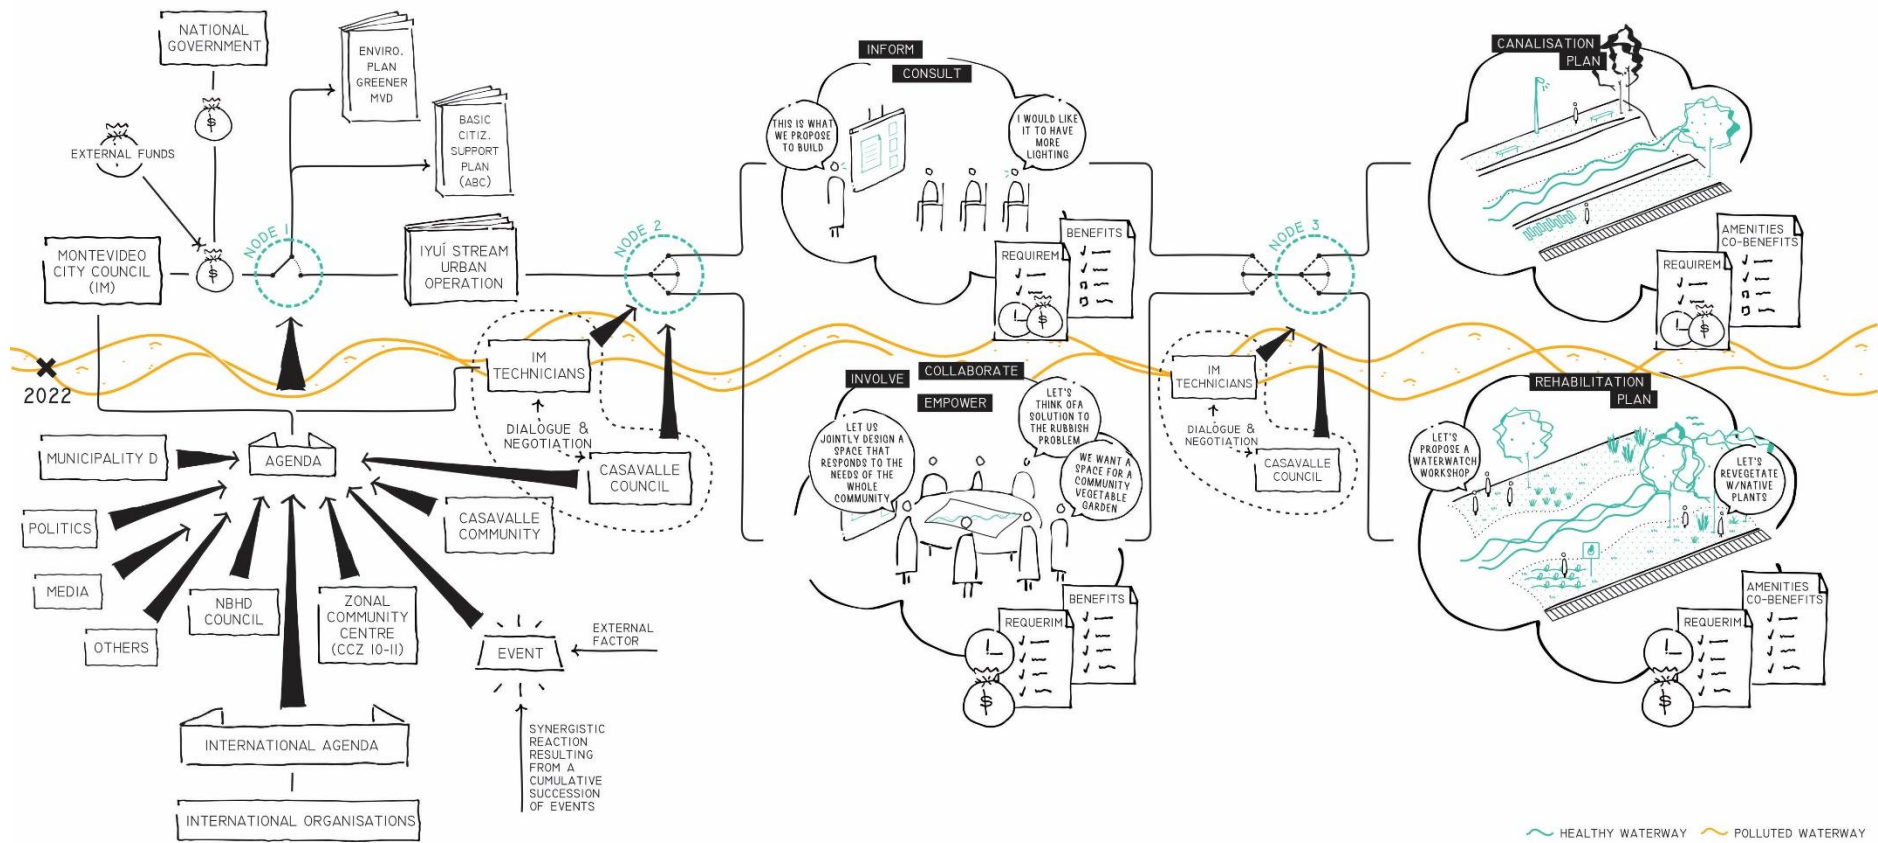 NATIONAL
GOVERNMENT
$
EXTERNAL FUNDS
ENVIRO.
PLAN
GREENER
MVD
BASIC
CITIZ.
SUPPORT
PLAN
(ABC)
MONTEVIDEO
CITY COUNCIL
(IM)
$
NODE 1
IYUÍ STREAM
URBAN
OPERATION
NODE 2
2022
IM
TECHNICIANS
DIALOGUE &
NEGOTIATION
CASAVALLE
COUNCIL
AGENDA
MUNICIPALITY D
POLITICS
MEDIA
OTHERS
NBHD
COUNCIL
ZONAL
COMMUNITY
CENTRE
(CCZ 10-11)
CASAVALLE
COMMUNITY
EVENT
EXTERNAL
FACTOR
SYNERGISTIC
REACTION
RESULTING
FROM A
CUMULATIVE
SUCCESSION
OF EVENTS
INTERNATIONAL AGENDA
INTERNATIONAL ORGANISATIONS
INFORM
CONSULT
THIS IS WHAT
WE PROPOSE
TO BUILD
I WOULD LIKE
IT TO HAVE
MORE
LIGHTING
BENEFITS
REQUIREM
$
INVOLVE
COLLABORATE
EMPOWER
LET US
JOINTLY DESIGN A
SPACE THAT
RESPONDS TO THE
NEEDS OF THE
WHOLE
COMMUNITY
LET'S
THINK OFA
SOLUTION TO
THE RUBBISH
PROBLEM
WE WANT A
SPACE FOR A
COMMUNITY
VEGETABLE
GARDEN
BENEFITS
REQUERIM
$
NODE 3
IM
TECHNICIANS
DIALOGUE &
NEGOTIATION
CASAVALLE
COUNCIL
CANALISATION
PLAN
AMENITIES
CO-BENEFITS
REQUIREM
$
REHABILITATION
PLAN
LET'S
PROPOSE A
WATERWATCH
WORKSHOP
LET'S
REVEGETATE
W/NATIVE
PLANTS
AMENITIES
CO-BENEFITS
REQUERIM
$
HEALTHY WATERWAY
POLLUTED WATERWAY